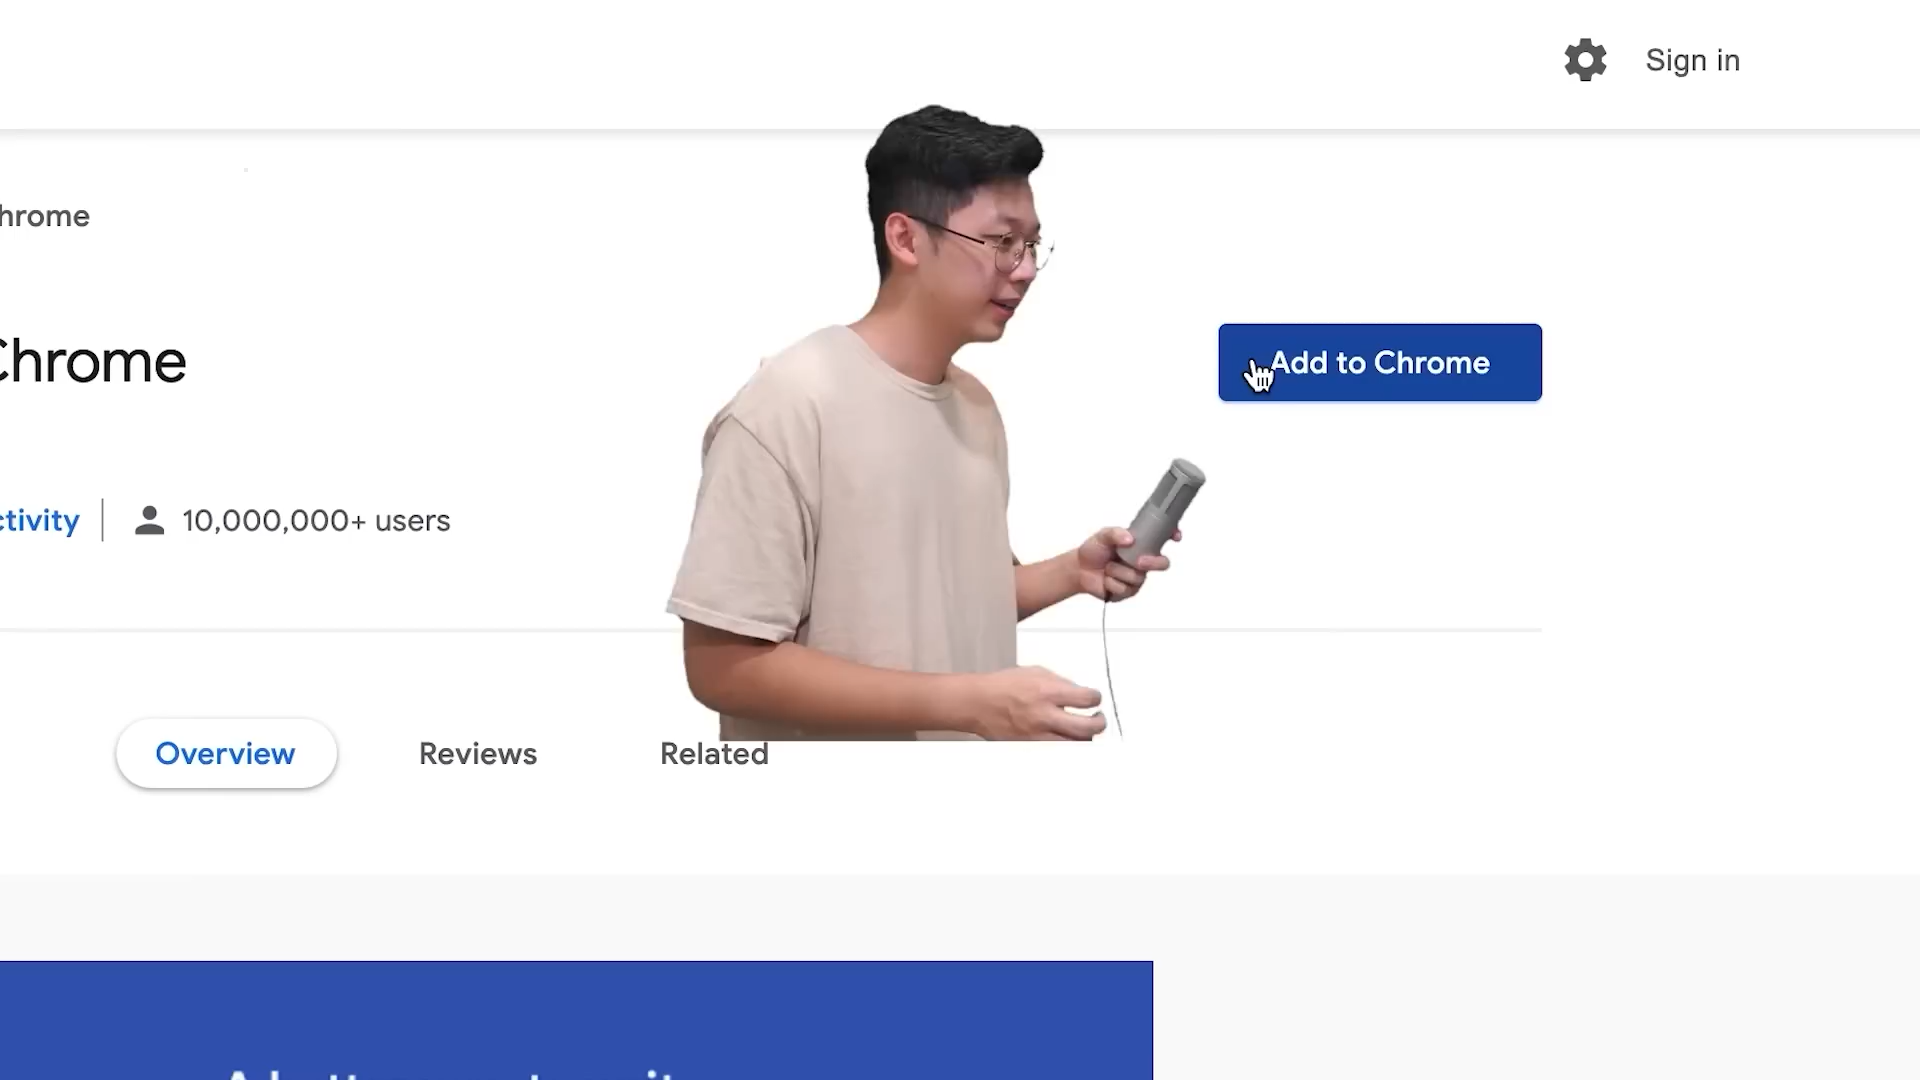 Sign in
hrome
Chrome
Add to Chrome
ctivity
10,000,000+ users
Overview
Reviews
Related